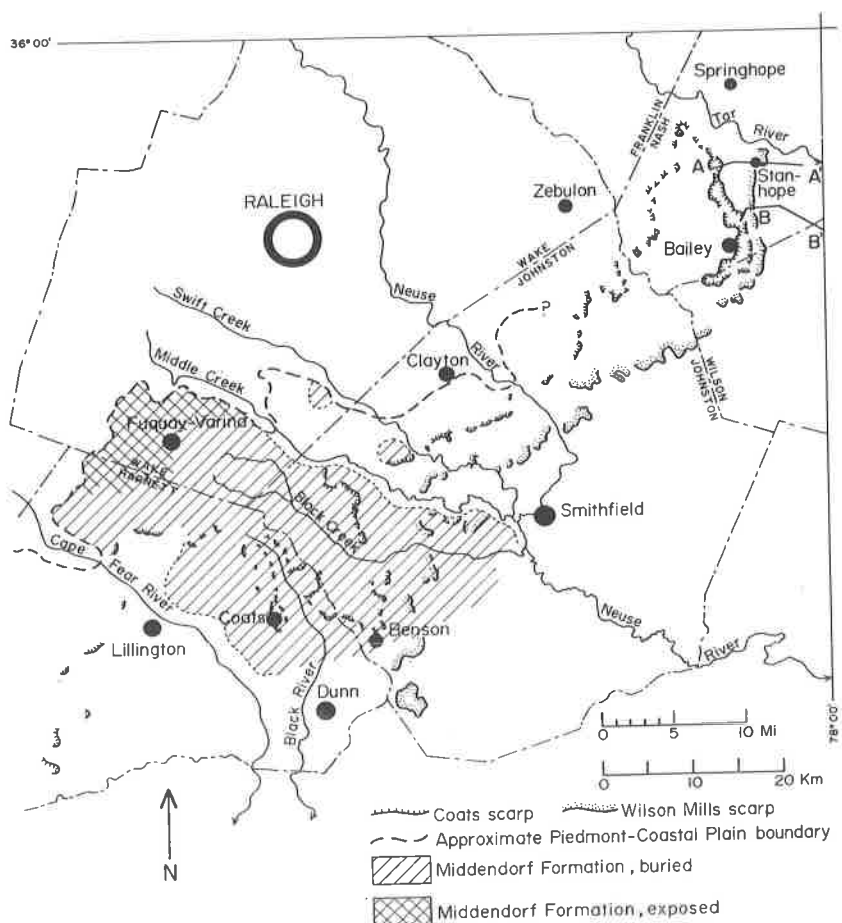 36°00'
Springhope
Tar
River
FRANKLIN
NASH
A
A'
Stan-
hope
Zebulon
RALEIGH
B
B'
Bailey
WAKE
JOHNSTON
Neuse
River
Swift Creek
?
Middle Creek
Clayton
WILSON
JOHNSTON
Fuquay-Varina
WAKE
HARNETT
Black Creek
Smithfield
Cape
Fear River
Coats
Benson
Neuse
River
Lillington
Black River
Dunn
78°00'
0 5 10 Mi
0 10 20 Km
Coats scarp
Wilson Mills scarp
Approximate Piedmont-Coastal Plain boundary
N
Middendorf Formation, buried
Middendorf Formation, exposed